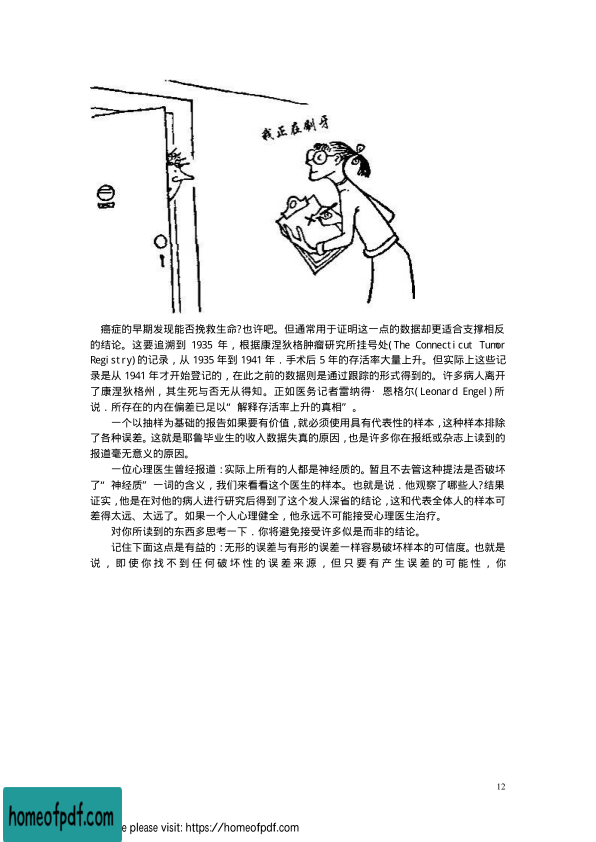 我正在刷牙
癌症的早期发现能否挽救生命?也许吧。但通常用于证明这一点的数据却更适合支撑相反
的结论。这要追溯到 1935 年，根据康涅狄格肿瘤研究所挂号处(The Connecticut Tumor
Registry)的记录，从 1935 年到 1941 年．手术后 5 年的存活率大量上升。但实际上这些记
录是从 1941 年才开始登记的，在此之前的数据则是通过跟踪的形式得到的。许多病人离开
了康涅狄格州，其生死与否无从得知。正如医务记者雷纳得·恩格尔(Leonard Engel)所
说．所存在的内在偏差已足以“解释存活率上升的真相”。
一个以抽样为基础的报告如果要有价值，就必须使用具有代表性的样本，这种样本排除
了各种误差。这就是耶鲁毕业生的收入数据失真的原因，也是许多你在报纸或杂志上读到的
报道毫无意义的原因。
一位心理医生曾经报道：实际上所有的人都是神经质的。暂且不去管这种提法是否破坏
了“神经质”一词的含义，我们来看看这个医生的样本。也就是说．他观察了哪些人?结果
证实，他是在对他的病人进行研究后得到了这个发人深省的结论，这和代表全体人的样本可
差得太远、太远了。如果一个人心理健全，他永远不可能接受心理医生治疗。
对你所读到的东西多思考一下．你将避免接受许多似是而非的结论。
记住下面这点是有益的：无形的误差与有形的误差一样容易破坏样本的可信度。也就是
说，即使你找不到任何破坏性的误差来源，但只要有产生误差的可能性，你
12
homeofpdf.com
e please visit: https://homeofpdf.com